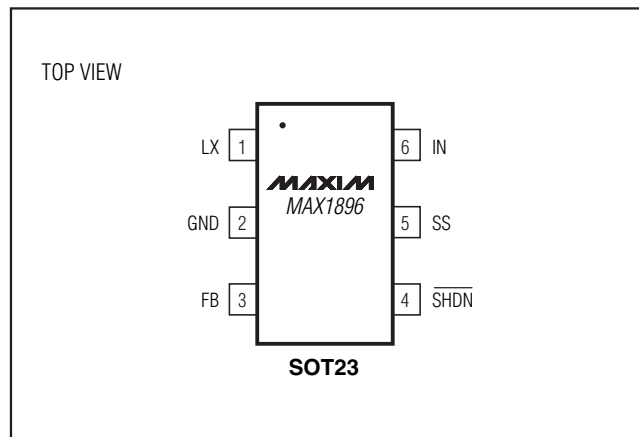 TOP VIEW
LX 1
6 IN
MAXIM
MAX1896
GND 2
5 SS
FB 3
4 SHDN
SOT23